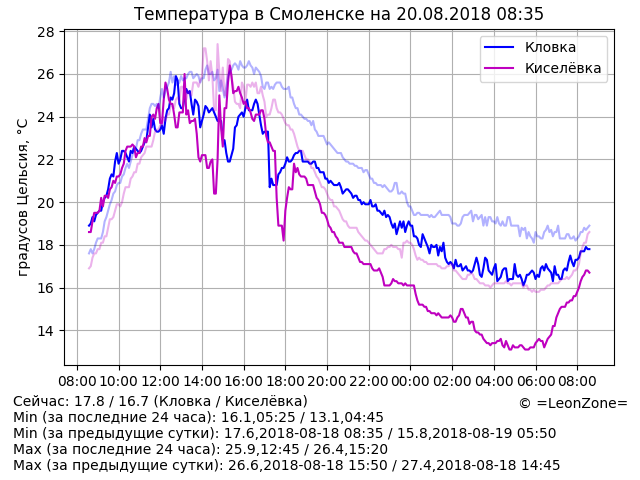 Температура в Смоленске на 20.08.2018 08:35
градусов Цельсия, °C
28
26
24
22
20
18
16
14
Кловка
Киселёвка
08:00 10:00 12:00 14:00 16:00 18:00 20:00 22:00 00:00 02:00 04:00 06:00 08:00
Сейчас: 17.8 / 16.7 (Кловка / Киселёвка)
© =LeonZone=
Min (за последние 24 часа): 16.1,05:25 / 13.1,04:45
Min (за предыдущие сутки): 17.6,2018-08-18 08:35 / 15.8,2018-08-19 05:50
Max (за последние 24 часа): 25.9,12:45 / 26.4,15:20
Max (за предыдущие сутки): 26.6,2018-08-18 15:50 / 27.4,2018-08-18 14:45